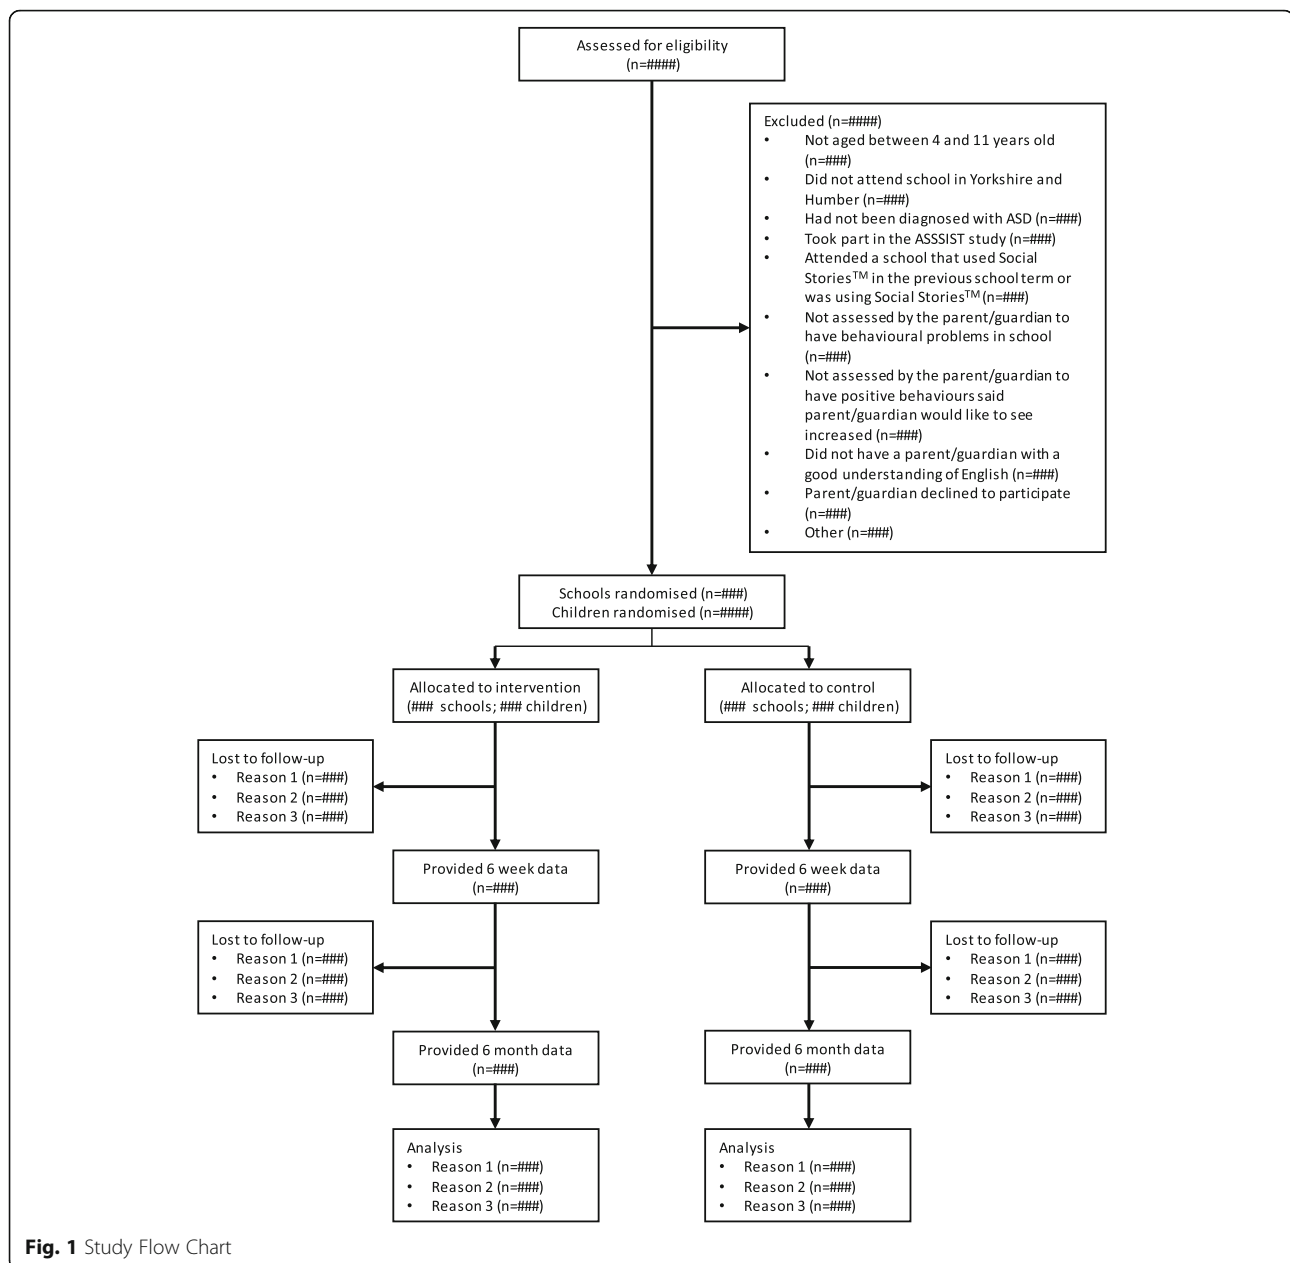 Assessed for eligibility
(n=####)
Excluded (n=####)
• Not aged between 4 and 11 years old
(n=###)
• Did not attend school in Yorkshire and
Humber (n=###)
• Had not been diagnosed with ASD (n=###)
• Took part in the ASSSIST study (n=###)
• Attended a school that used Social
Stories™ in the previous school term or
was using Social Stories™ (n=###)
• Not assessed by the parent/guardian to
have behavioural problems in school
(n=###)
• Not assessed by the parent/guardian to
have positive behaviours said
parent/guardian would like to see
increased (n=###)
• Did not have a parent/guardian with a
good understanding of English (n=###)
• Parent/guardian declined to participate
(n=###)
• Other (n=###)
Schools randomised (n=###)
Children randomised (n=####)
Allocated to intervention
(### schools; ### children)
Allocated to control
(### schools; ### children)
Lost to follow-up
• Reason 1 (n=###)
• Reason 2 (n=###)
• Reason 3 (n=###)
Lost to follow-up
• Reason 1 (n=###)
• Reason 2 (n=###)
• Reason 3 (n=###)
Provided 6 week data
(n=###)
Provided 6 week data
(n=###)
Lost to follow-up
• Reason 1 (n=###)
• Reason 2 (n=###)
• Reason 3 (n=###)
Lost to follow-up
• Reason 1 (n=###)
• Reason 2 (n=###)
• Reason 3 (n=###)
Provided 6 month data
(n=###)
Provided 6 month data
(n=###)
Analysis
• Reason 1 (n=###)
• Reason 2 (n=###)
• Reason 3 (n=###)
Analysis
• Reason 1 (n=###)
• Reason 2 (n=###)
• Reason 3 (n=###)
Fig. 1 Study Flow Chart